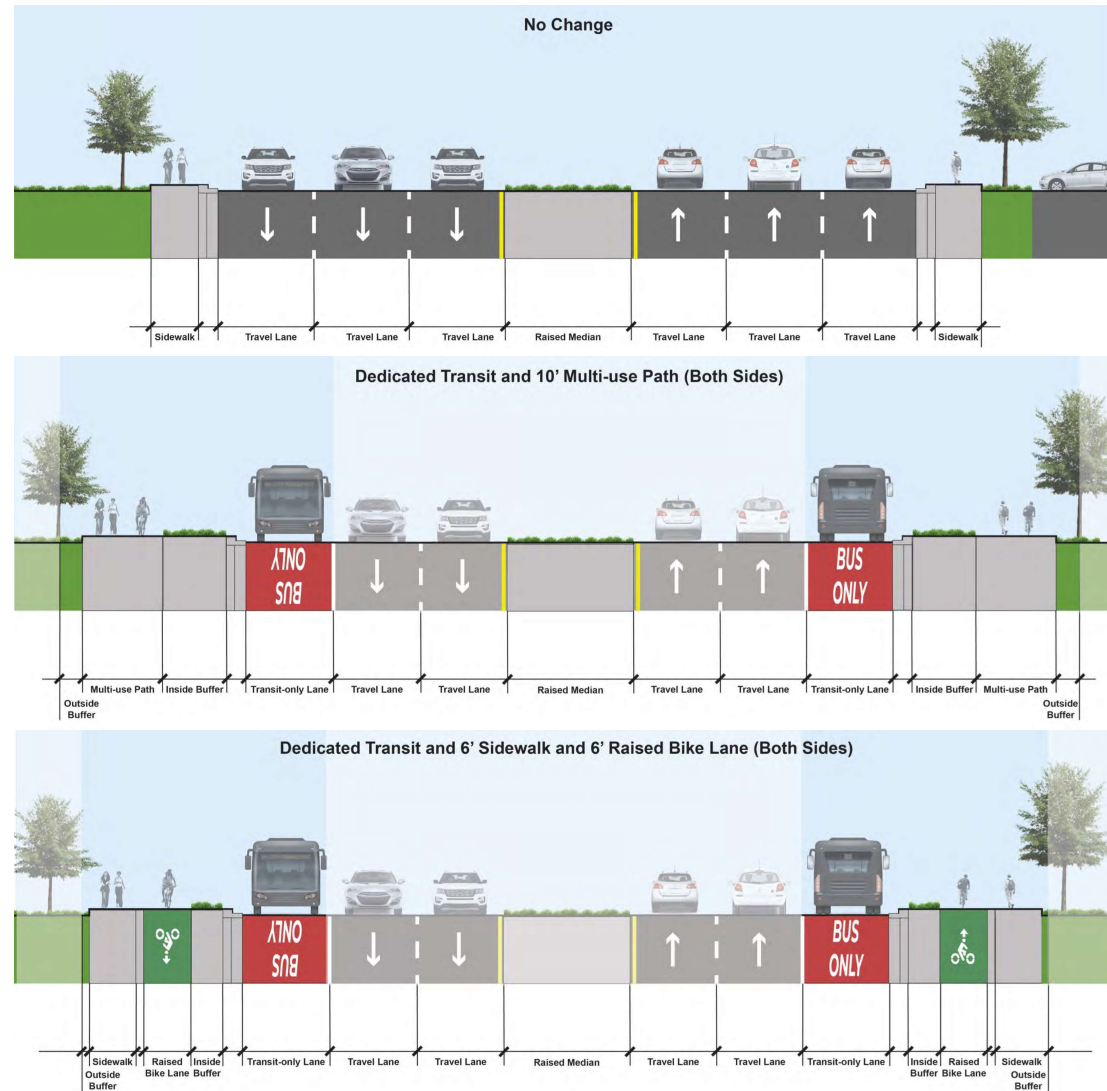 No Change
Sidewalk Travel Lane Travel Lane Travel Lane Raised Median Travel Lane Travel Lane Travel Lane Sidewalk
Dedicated Transit and 10' Multi-use Path (Both Sides)
BUS
ONLY
BUS
ONLY
Multi-use Path Inside Buffer Transit-only Lane Travel Lane Travel Lane Raised Median Travel Lane Travel Lane Transit-only Lane Inside Buffer Multi-use Path
Outside
Buffer
Outside
Buffer
Dedicated Transit and 6' Sidewalk and 6' Raised Bike Lane (Both Sides)
BUS
ONLY
BUS
ONLY
Sidewalk Raised Inside Transit-only Lane Travel Lane Travel Lane Raised Median Travel Lane Travel Lane Transit-only Lane Inside Raised Sidewalk
Outside Bike Lane Buffer Buffer Bike Lane Outside
Buffer Buffer